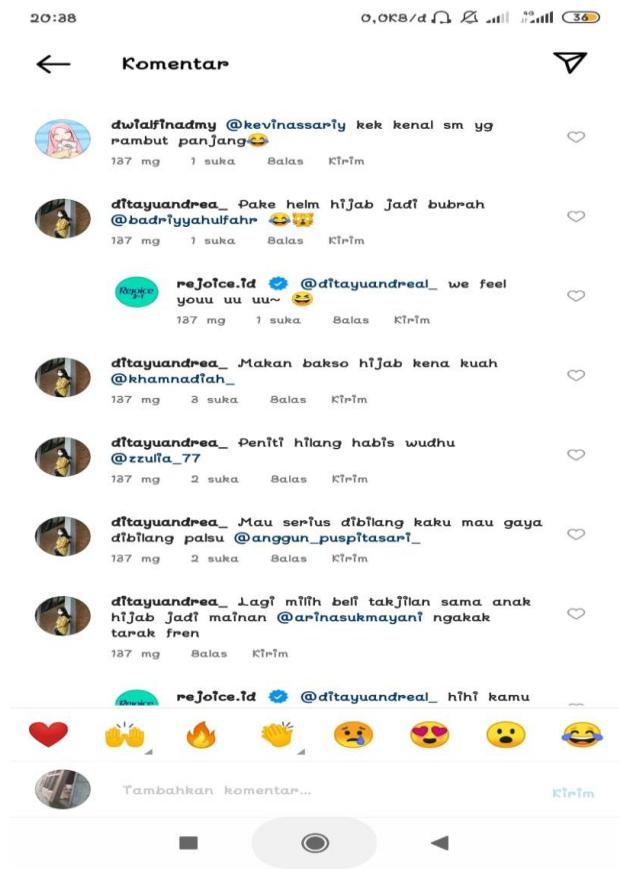 20:38
0,0KB/d
4G
36
Komentar
dwialfinadmy @kevinassariy kek kenal sm yg
rambut panjang😂
137 mg 1 suka Balas Kirim
ditayuandrea_ Pake helm hijab jadi bubrah
@badriyyahulfahr 😂🙀
137 mg 1 suka Balas Kirim
Rejoice
3-1
rejoice.id @ditayuandreal_ we feel
youu uu uu~ 😆
137 mg 1 suka Balas Kirim
ditayuandrea_ Makan bakso hijab kena kuah
@khamnadiah_
137 mg 3 suka Balas Kirim
ditayuandrea_ Peniti hilang habis wudhu
@zzulia_77
137 mg 2 suka Balas Kirim
ditayuandrea_ Mau serius dibilang kaku mau gaya
dibilang palsu @anggun_puspitasari_
137 mg 2 suka Balas Kirim
ditayuandrea_ Lagi milih beli takjilan sama anak
hijab jadi mainan @arinasukmayani ngakak
tarak fren
137 mg Balas Kirim
Rejoice
rejoice.id @ditayuandreal_ hihi kamu
Tambahkan komentar...
Kirim